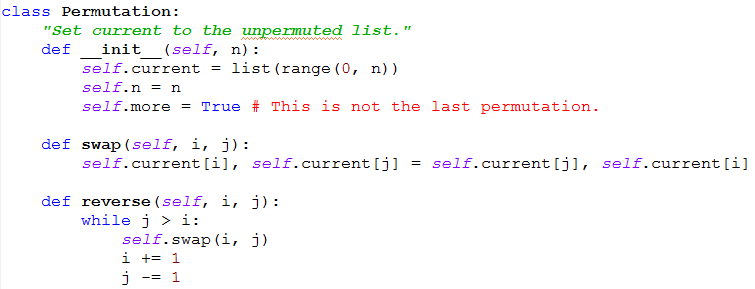 class Permutation:
    "Set current to the unpermuted list."
    def __init__(self, n):
        self.current = list(range(0, n))
        self.n = n
        self.more = True # This is not the last permutation.

    def swap(self, i, j):
        self.current[i], self.current[j] = self.current[j], self.current[i]

    def reverse(self, i, j):
        while j > i:
            self.swap(i, j)
            i += 1
            j -= 1